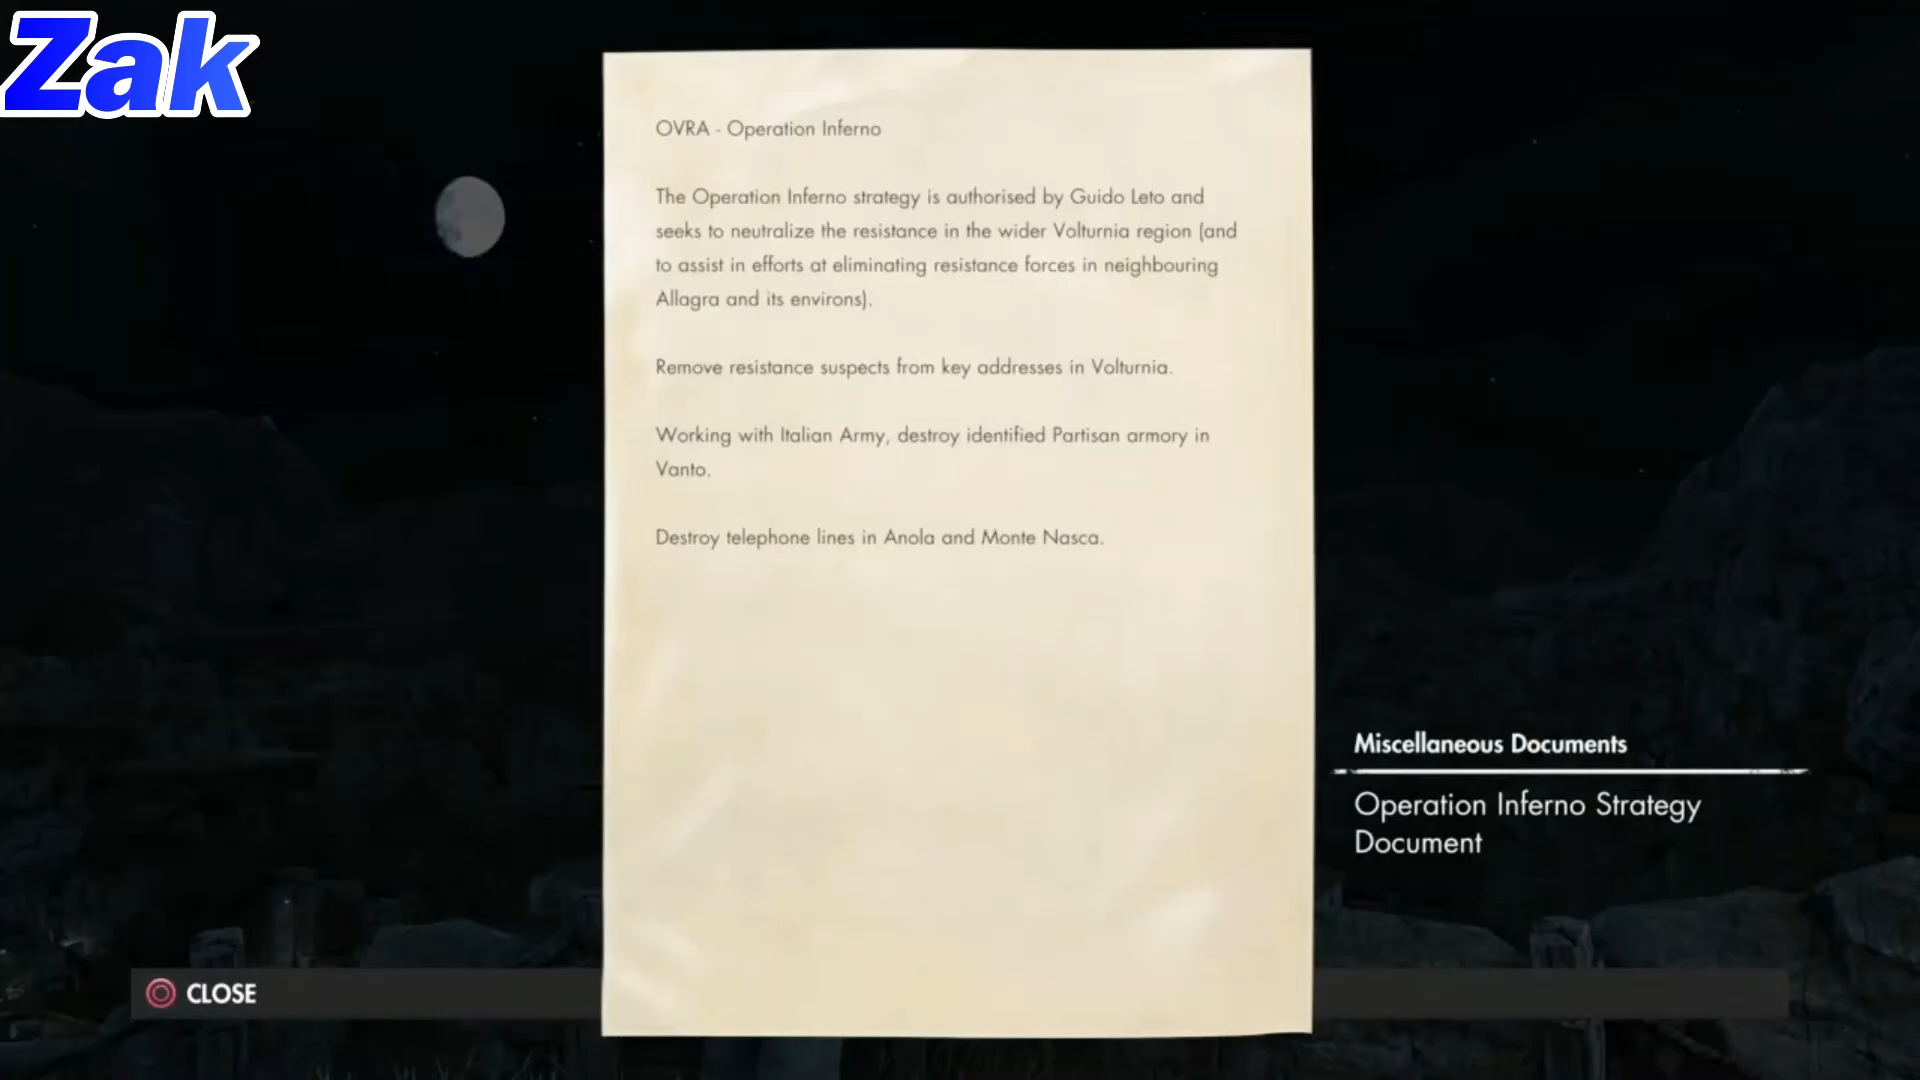 Zak
OVRA - Operation Inferno
The Operation Inferno strategy is authorised by Guido Leto and
seeks to neutralize the resistance in the wider Volturnia region (and
to assist in efforts at eliminating resistance forces in neighbouring
Allagra and its environs).
Remove resistance suspects from key addresses in Volturnia.
Working with Italian Army, destroy identified Partisan armory in
Vanto.
Destroy telephone lines in Anola and Monte Nasca.
Miscellaneous Documents
Operation Inferno Strategy
Document
CLOSE